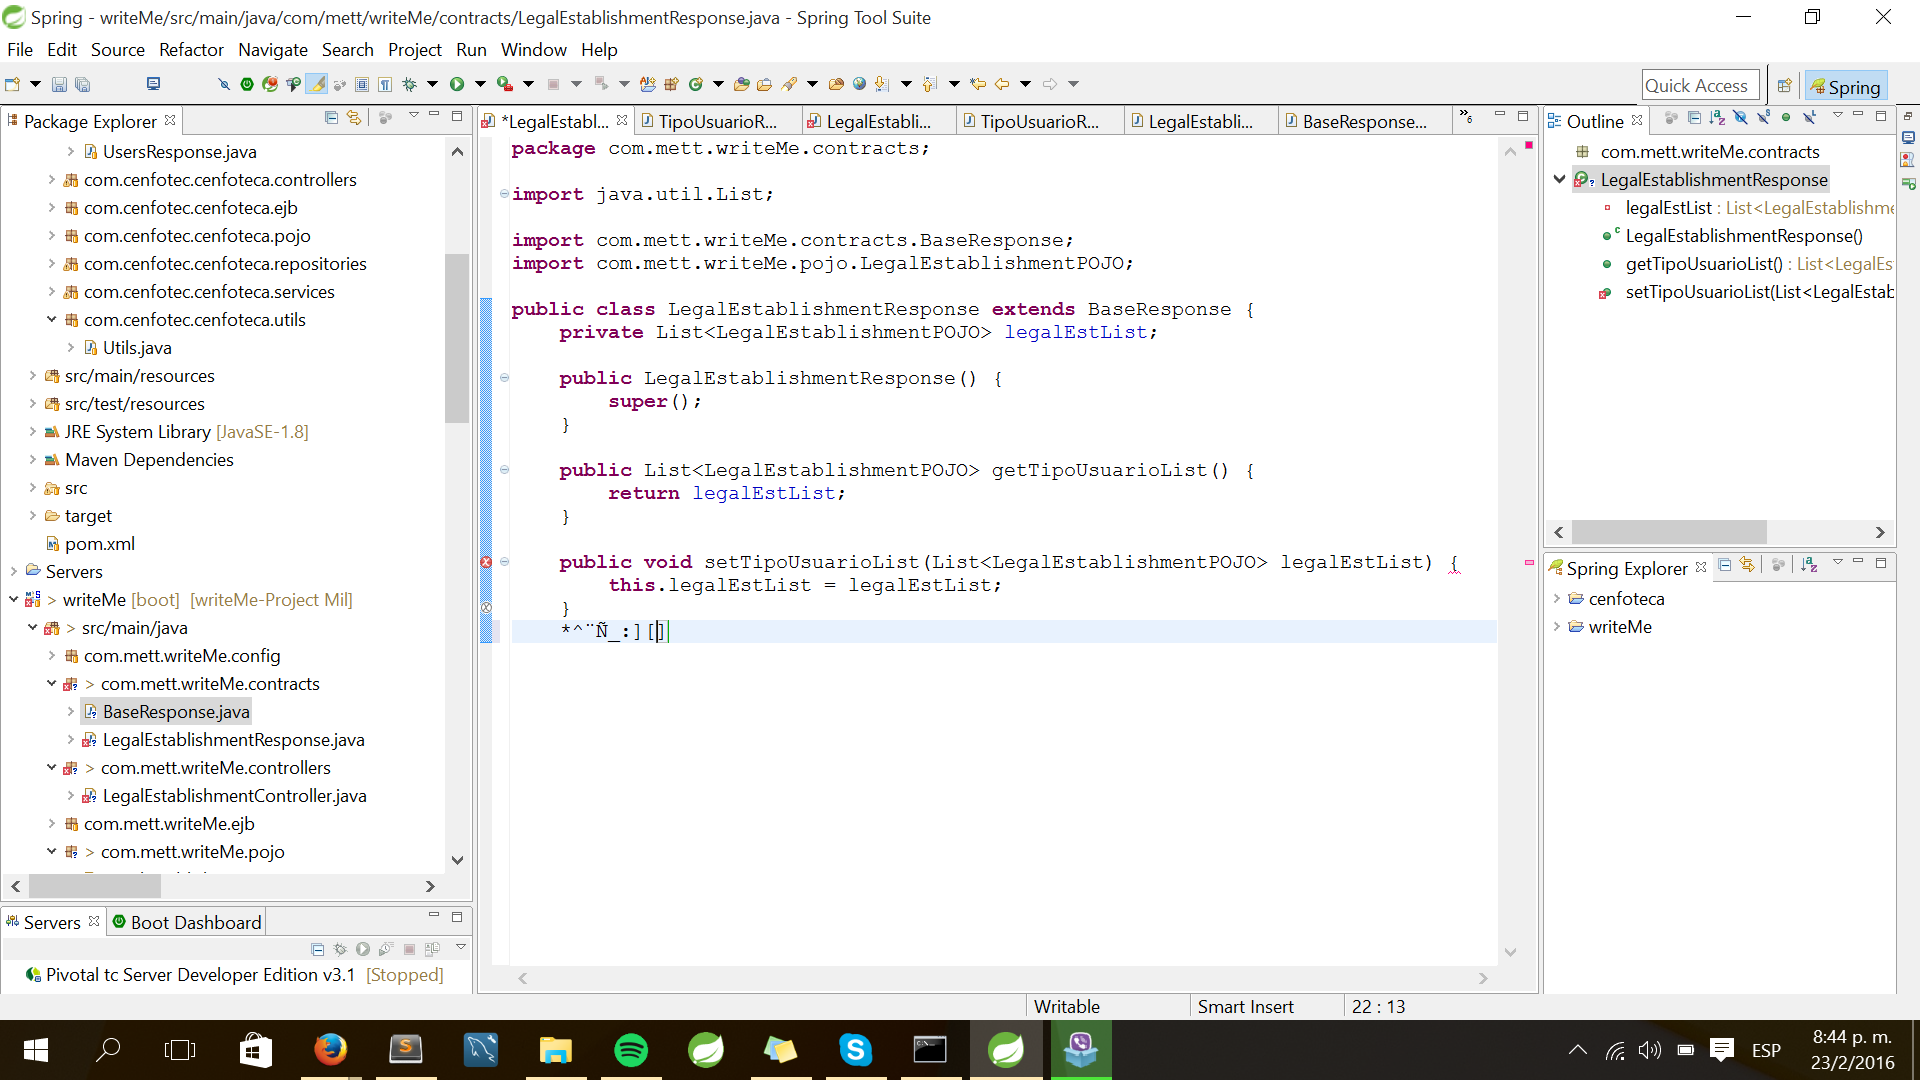 Spring - writeMe/src/main/java/com/mett/writeMe/contracts/LegalEstablishmentResponse.java - Spring Tool Suite
File Edit Source Refactor Navigate Search Project Run Window Help
Quick Access
Spring
Package Explorer
UsersResponse.java
com.cenfotec.cenfoteca.controllers
com.cenfotec.cenfoteca.ejb
com.cenfotec.cenfoteca.pojo
com.cenfotec.cenfoteca.repositories
com.cenfotec.cenfoteca.services
com.cenfotec.cenfoteca.utils
Utils.java
src/main/resources
src/test/resources
JRE System Library [JavaSE-1.8]
Maven Dependencies
src
target
pom.xml
Servers
> writeMe [boot] [writeMe-Project Mil]
> src/main/java
com.mett.writeMe.config
> com.mett.writeMe.contracts
BaseResponse.java
LegalEstablishmentResponse.java
> com.mett.writeMe.controllers
LegalEstablishmentController.java
com.mett.writeMe.ejb
> com.mett.writeMe.pojo
Servers
Boot Dashboard
Pivotal tc Server Developer Edition v3.1 [Stopped]
*LegalEstabl...
TipoUsuarioR...
LegalEstabli...
TipoUsuarioR...
LegalEstabli...
BaseResponse...
»6
package com.mett.writeMe.contracts;
import java.util.List;
import com.mett.writeMe.contracts.BaseResponse;
import com.mett.writeMe.pojo.LegalEstablishmentPOJO;
public class LegalEstablishmentResponse extends BaseResponse {
private List<LegalEstablishmentPOJO> legalEstList;
public LegalEstablishmentResponse() {
super();
}
public List<LegalEstablishmentPOJO> getTipoUsuarioList() {
return legalEstList;
}
public void setTipoUsuarioList(List<LegalEstablishmentPOJO> legalEstList) {
this.legalEstList = legalEstList;
}
*^¨Ñ_:][]
Writable
Smart Insert
22 : 13
Outline
com.mett.writeMe.contracts
LegalEstablishmentResponse
legalEstList : List<LegalEstablishme
LegalEstablishmentResponse()
getTipoUsuarioList() : List<LegalEs
setTipoUsuarioList(List<LegalEstab
Spring Explorer
cenfoteca
writeMe
ESP
8:44 p. m.
23/2/2016